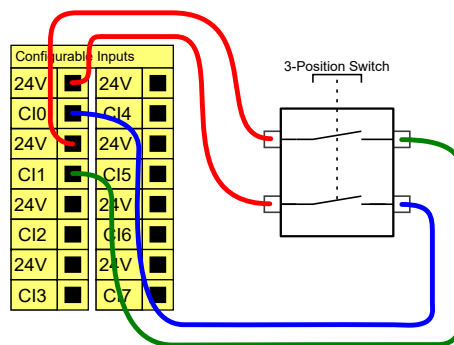 3-Position Switch
Configurable Inputs
24V 24V
CI0 CI4
24V 24V
CI1 CI5
24V 24V
CI2 CI6
24V 24V
CI3 CI7